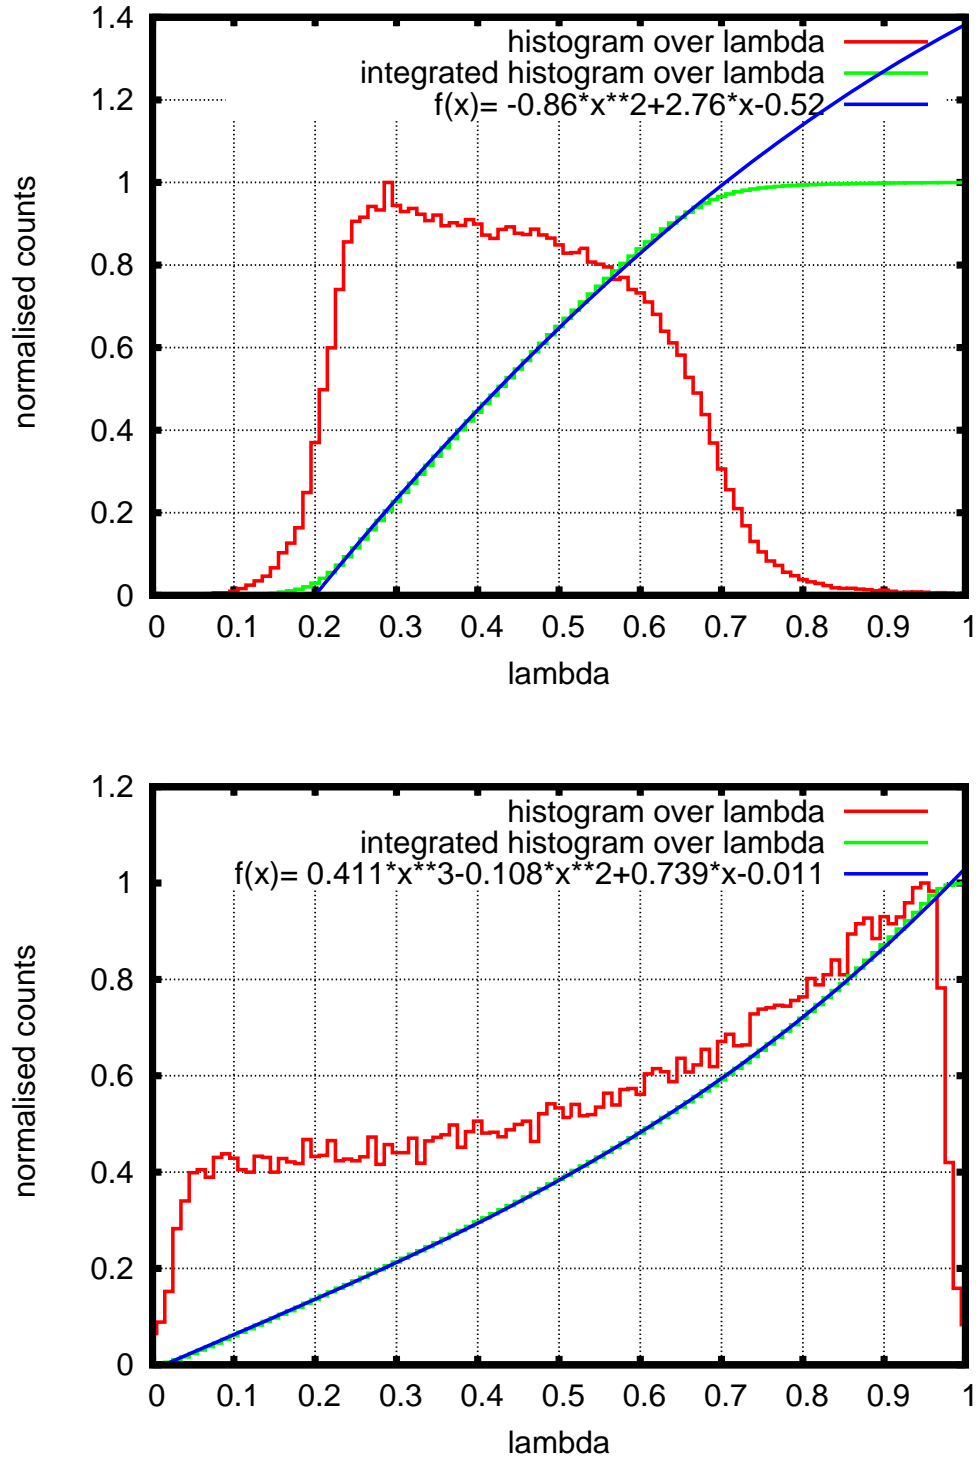 1.4
histogram over lambda
integrated histogram over lambda
f(x)= -0.86*x**2+2.76*x-0.52
1.2
1
0.8
0.6
0.4
0.2
0
normalised counts
0 0.1 0.2 0.3 0.4 0.5 0.6 0.7 0.8 0.9 1
lambda
1.2
histogram over lambda
integrated histogram over lambda
f(x)= 0.411*x**3-0.108*x**2+0.739*x-0.011
1
0.8
0.6
0.4
0.2
0
normalised counts
0 0.1 0.2 0.3 0.4 0.5 0.6 0.7 0.8 0.9 1
lambda